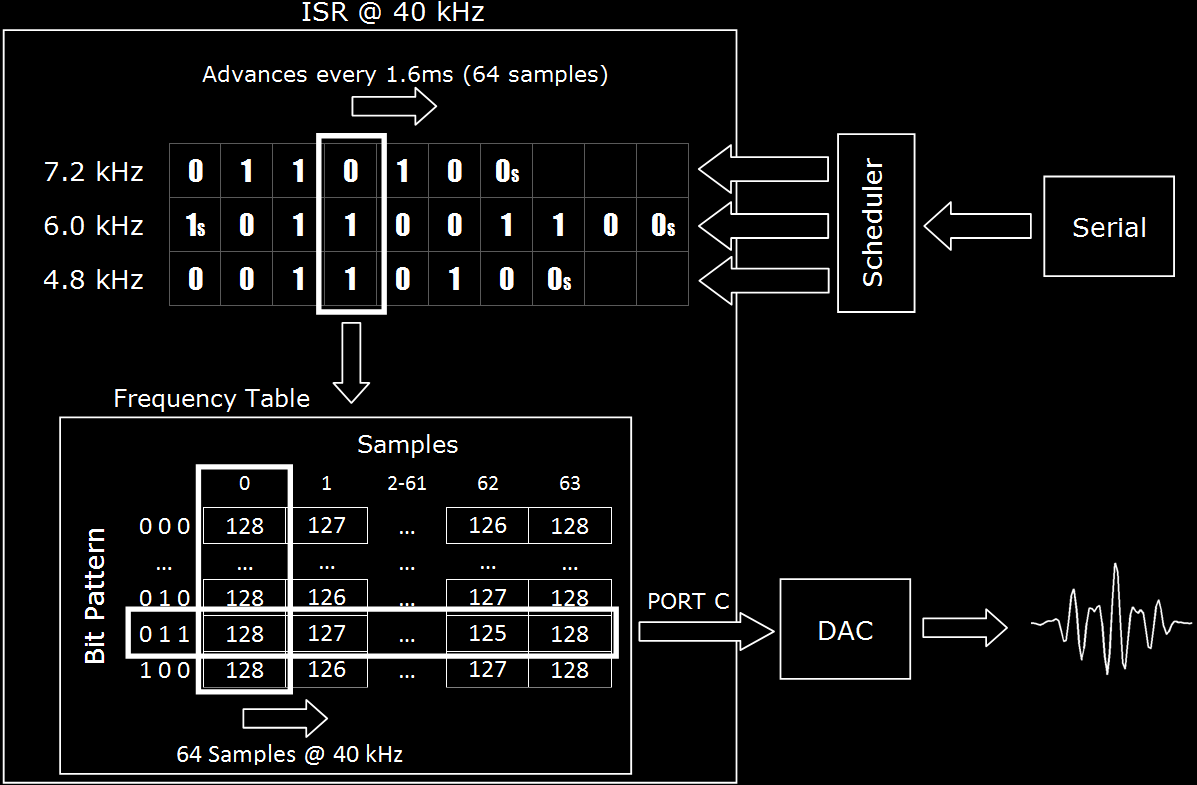 ISR @ 40 kHz
Advances every 1.6ms (64 samples)
7.2 kHz 0 1 1 0 1 0 0s
6.0 kHz 1s 0 1 1 0 0 1 1 0 0s
4.8 kHz 0 0 1 1 0 1 0 0s
Scheduler
Serial
Frequency Table
Samples
0 1 2-61 62 63
Bit Pattern
0 0 0 128 127 ... 126 128
... ... ... ... ... ...
0 1 0 128 126 ... 127 128
0 1 1 128 127 ... 125 128
1 0 0 128 126 ... 127 128
64 Samples @ 40 kHz
PORT C
DAC